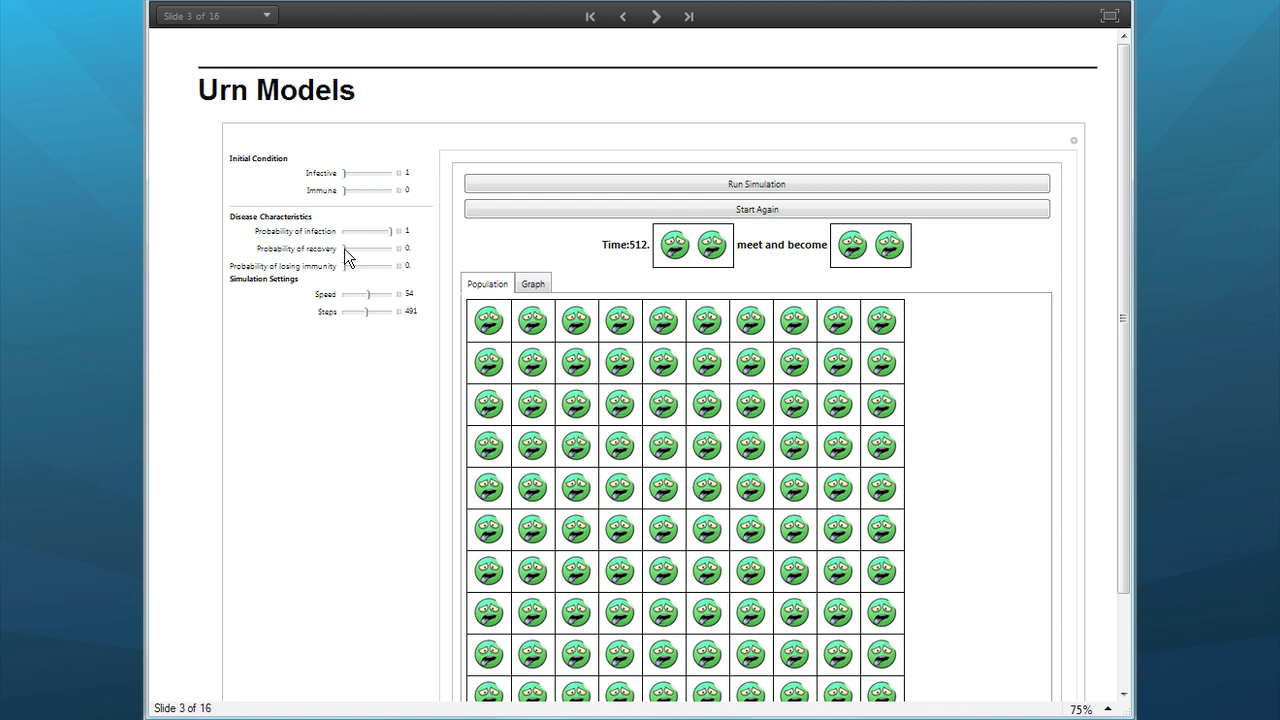 Slide 3 of 16
Urn Models
Initial Condition
Infective 1
Immune 0
Disease Characteristics
Probability of infection 1
Probability of recovery 0.
Probability of losing immunity 0.
Simulation Settings
Speed 54
Steps 491
Run Simulation
Start Again
Time:512. meet and become
Population Graph
Slide 3 of 16 75%